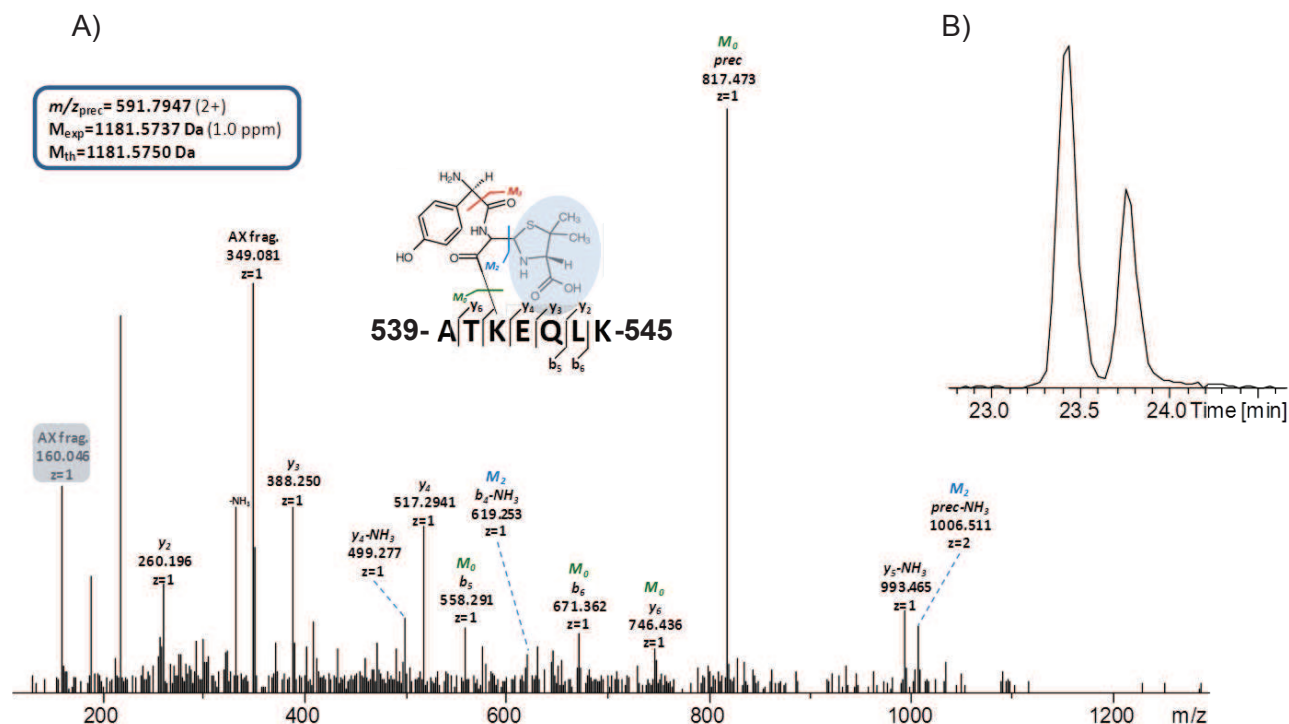 A)
B)
m/z prec= 591.7947 (2+)
Mexp=1181.5737 Da (1.0 ppm)
Mth=1181.5750 Da
M0
prec
817.473
z=1
H2N
H
M3
O
HN
S
CH3
CH3
HO
O
M2
N
H
H
O
OH
M0
y6 y4 y3 y2
539- A T K E Q L K -545
b5 b6
AX frag.
349.081
z=1
AX frag.
160.046
z=1
-NH3
y2
260.196
z=1
y3
388.250
z=1
y4-NH3
499.277
z=1
y4
517.2941
z=1
M0
b5
558.291
z=1
M2
b4-NH3
619.253
z=1
M0
b6
671.362
z=1
M0
y6
746.436
z=1
y5-NH3
993.465
z=1
M2
prec-NH3
1006.511
z=2
23.0 23.5 24.0 Time [min]
200 400 600 800 1000 1200 m/z